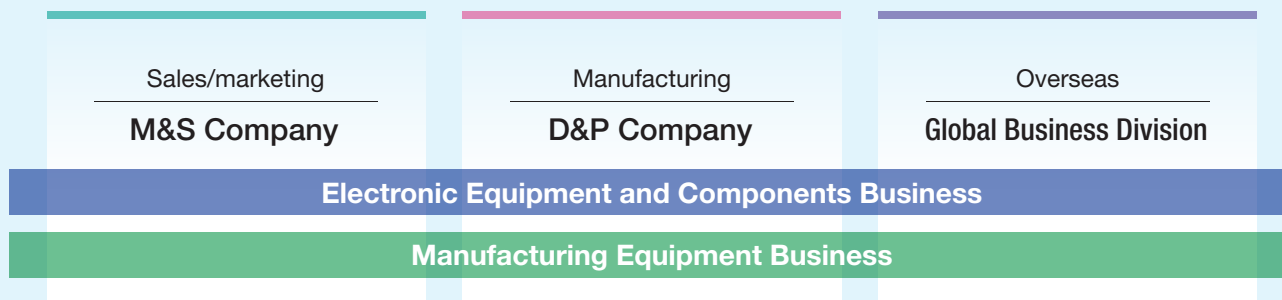 Sales/marketing
M&S Company
Manufacturing
D&P Company
Overseas
Global Business Division
Electronic Equipment and Components Business
Manufacturing Equipment Business